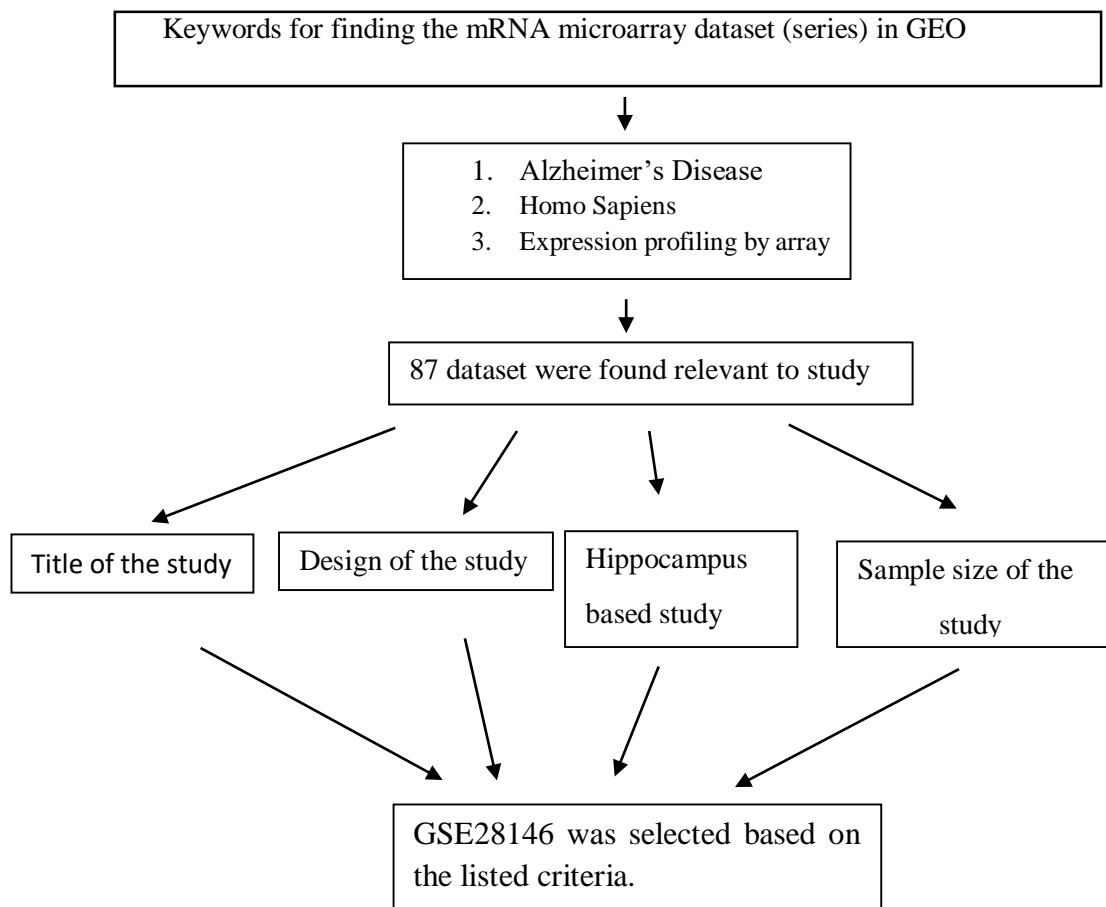 Keywords for finding the mRNA microarray dataset (series) in GEO
1. Alzheimer’s Disease
2. Homo Sapiens
3. Expression profiling by array
87 dataset were found relevant to study
Title of the study
Design of the study
Hippocampus
based study
Sample size of the
study
GSE28146 was selected based on
the listed criteria.